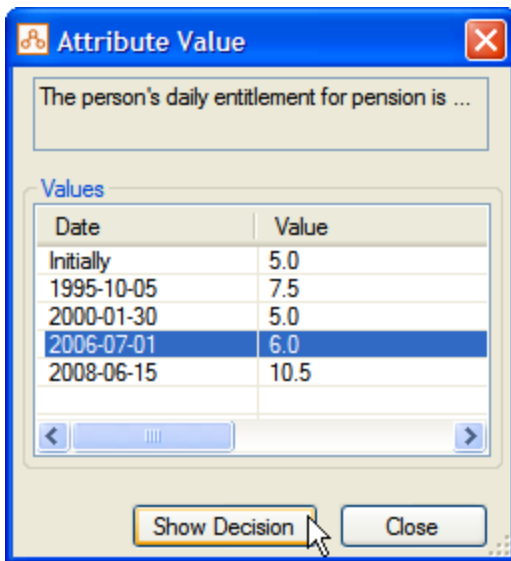 Attribute Value
The person's daily entitlement for pension is ...
Values
Date Value
Initially 5.0
1995-10-05 7.5
2000-01-30 5.0
2006-07-01 6.0
2008-06-15 10.5
Show Decision Close